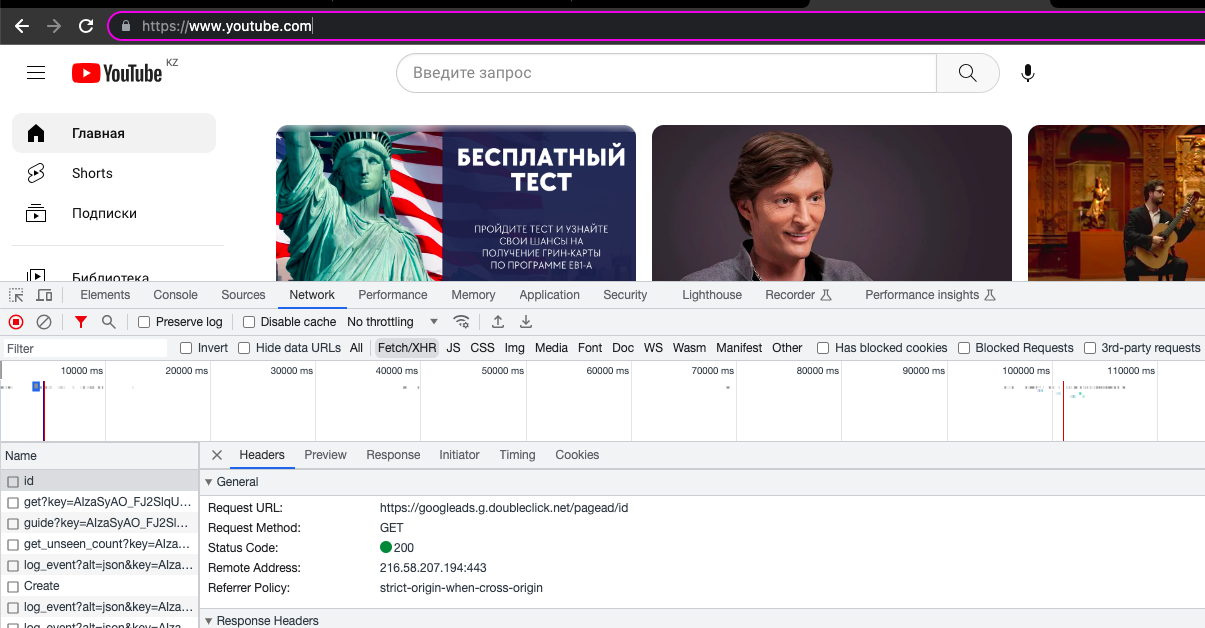 https://www.youtube.com
YouTube KZ
Введите запрос
Главная
Shorts
Подписки
Библиотека
БЕСПЛАТНЫЙ
ТЕСТ
ПРОЙДИТЕ ТЕСТ И УЗНАЙТЕ
СВОИ ШАНСЫ НА
ПОЛУЧЕНИЕ ГРИН-КАРТЫ
ПО ПРОГРАММЕ EB1-A
Elements Console Sources Network Performance Memory Application Security Lighthouse Recorder Performance insights
Preserve log Disable cache No throttling
Filter Invert Hide data URLs All Fetch/XHR JS CSS Img Media Font Doc WS Wasm Manifest Other Has blocked cookies Blocked Requests 3rd-party requests
10000 ms 20000 ms 30000 ms 40000 ms 50000 ms 60000 ms 70000 ms 80000 ms 90000 ms 100000 ms 110000 ms
Name
id
get?key=AIzaSyAO_FJ2SlqU...
guide?key=AIzaSyAO_FJ2Sl...
get_unseen_count?key=AIza...
log_event?alt=json&key=AIza...
Create
log_event?alt=json&key=AIza...
log_event?alt=json&key=AIza...
Headers Preview Response Initiator Timing Cookies
General
Request URL: https://googleads.g.doubleclick.net/pagead/id
Request Method: GET
Status Code: 200
Remote Address: 216.58.207.194:443
Referrer Policy: strict-origin-when-cross-origin
Response Headers